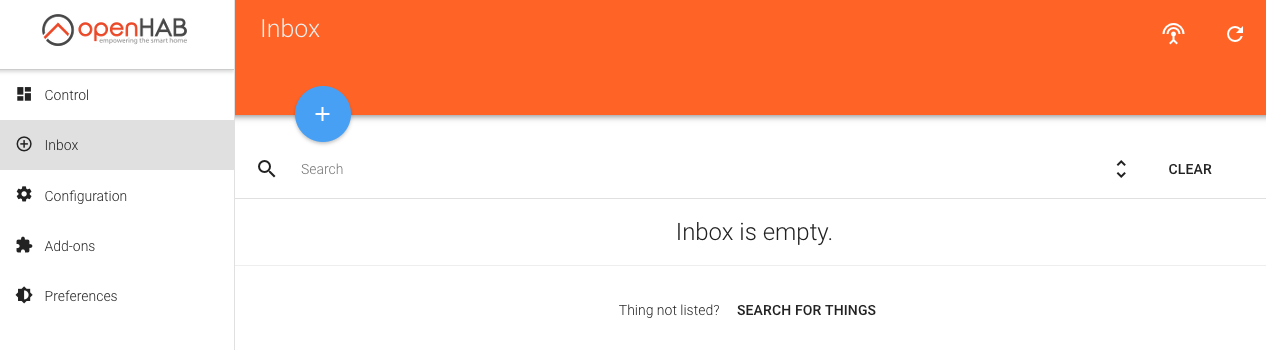 openHAB
empowering the smart home
Control
Inbox
Configuration
Add-ons
Preferences
Inbox
Search
CLEAR
Inbox is empty.
Thing not listed? SEARCH FOR THINGS